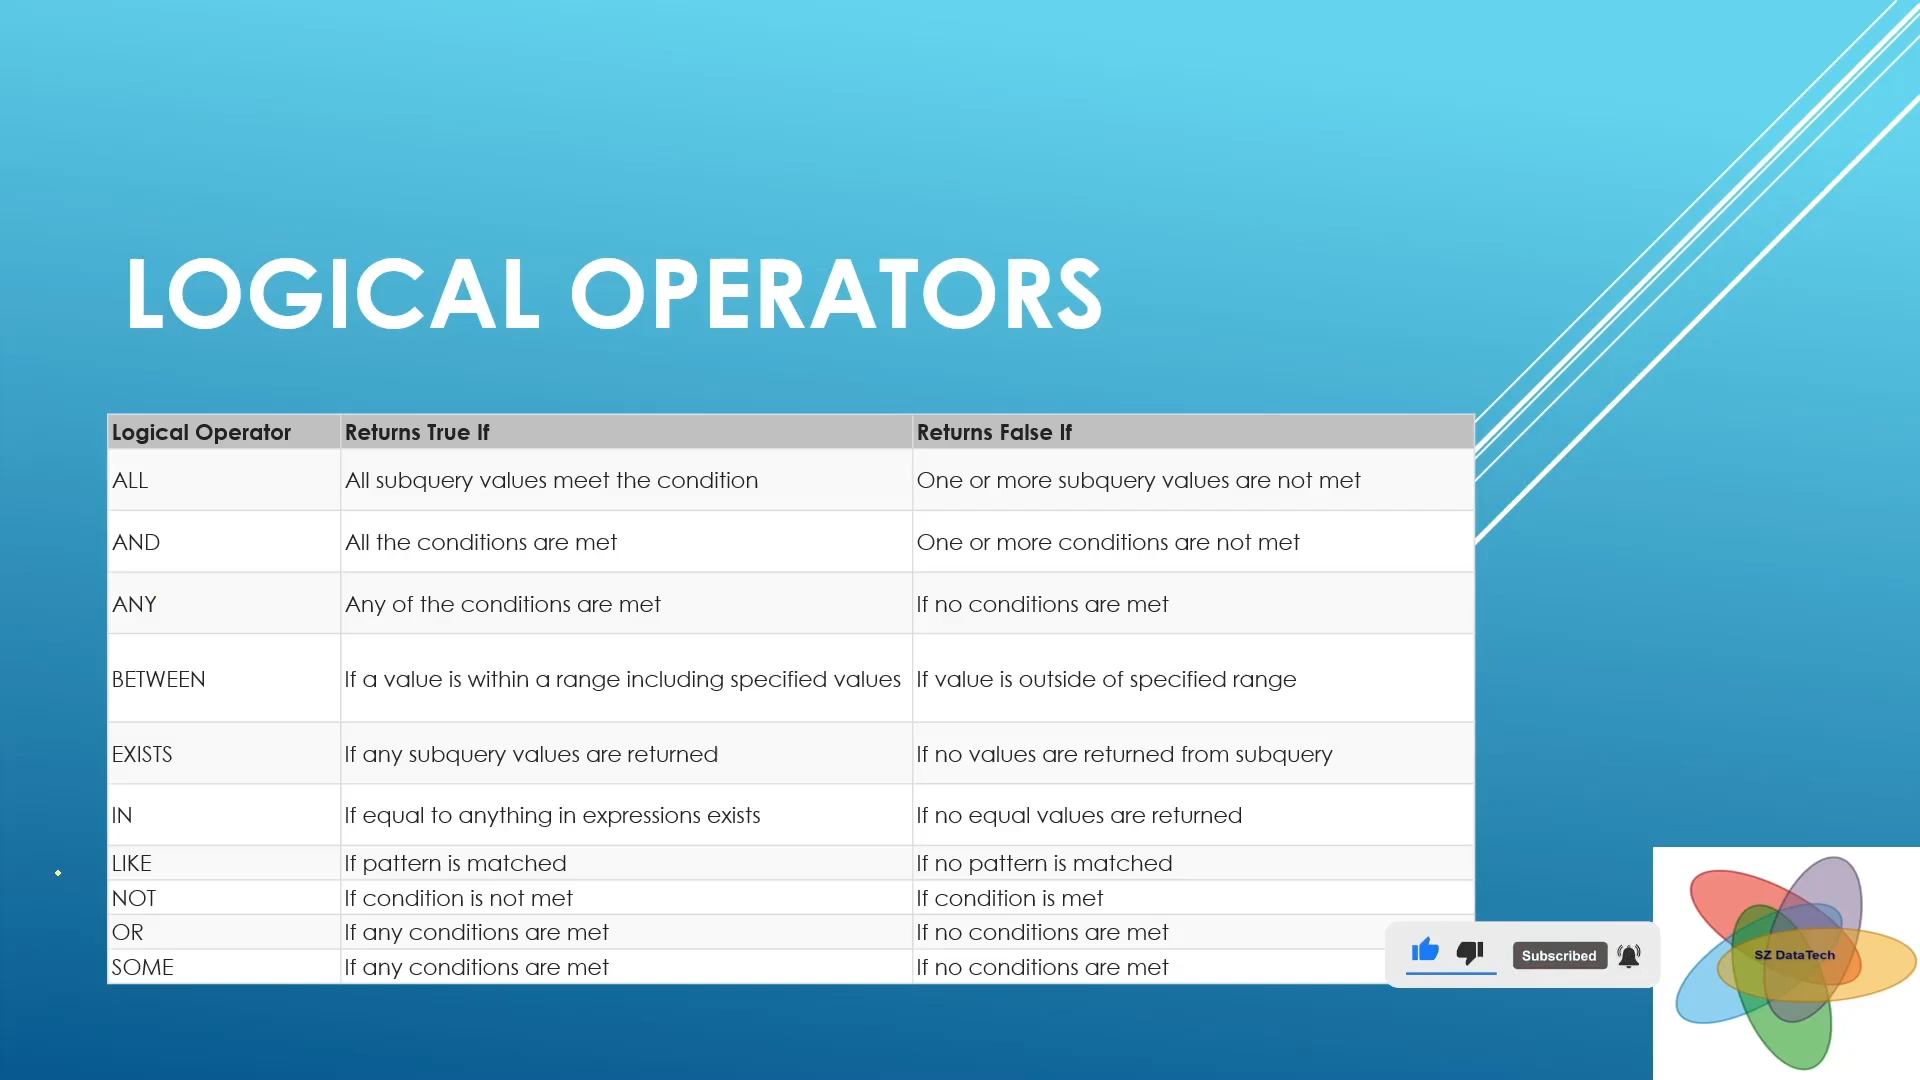 LOGICAL OPERATORS
Logical Operator Returns True If Returns False If
ALL All subquery values meet the condition One or more subquery values are not met
AND All the conditions are met One or more conditions are not met
ANY Any of the conditions are met If no conditions are met
BETWEEN If a value is within a range including specified values If value is outside of specified range
EXISTS If any subquery values are returned If no values are returned from subquery
IN If equal to anything in expressions exists If no equal values are returned
LIKE If pattern is matched If no pattern is matched
NOT If condition is not met If condition is met
OR If any conditions are met If no conditions are met
SOME If any conditions are met If no conditions are met
Subscribed
SZ DataTech